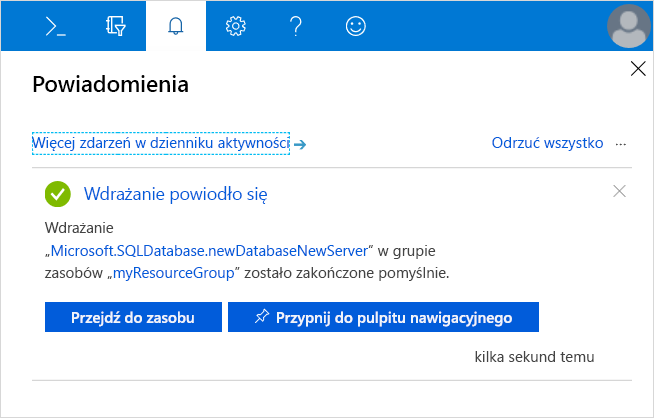 Powiadomienia
Więcej zdarzeń w dzienniku aktywności
Odrzuć wszystko ...
Wdrażanie powiodło się
Wdrażanie
„Microsoft.SQLDatabase.newDatabaseNewServer” w grupie
zasobów „myResourceGroup” zostało zakończone pomyślnie.
Przejdź do zasobu
Przypnij do pulpitu nawigacyjnego
kilka sekund temu